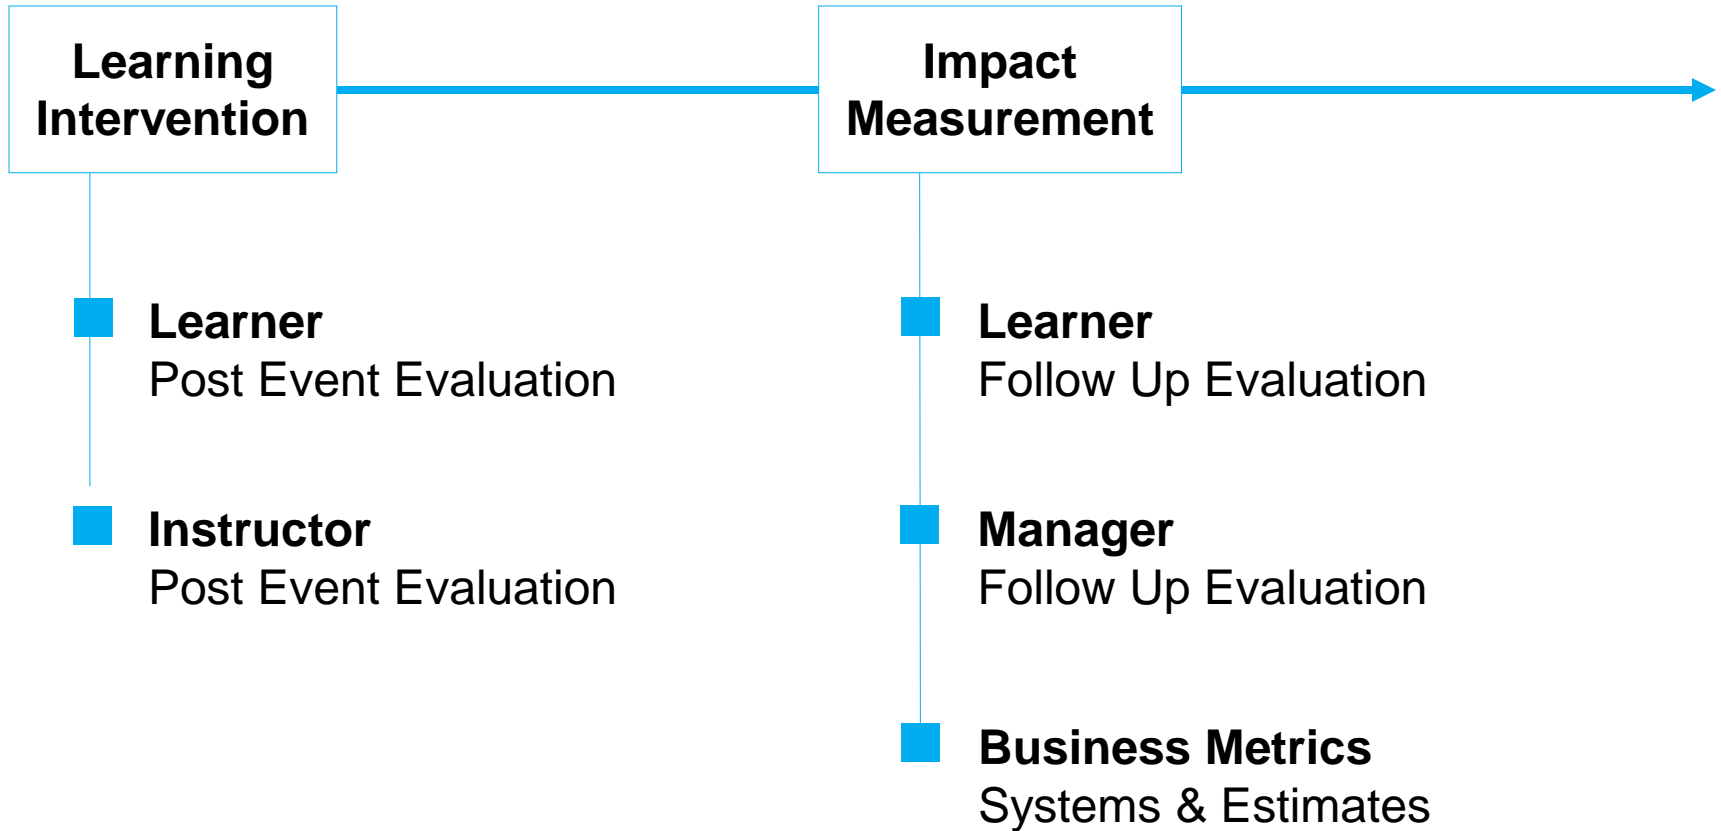 Learning
Intervention
Impact
Measurement
Learner
Post Event Evaluation
Instructor
Post Event Evaluation
Learner
Follow Up Evaluation
Manager
Follow Up Evaluation
Business Metrics
Systems & Estimates